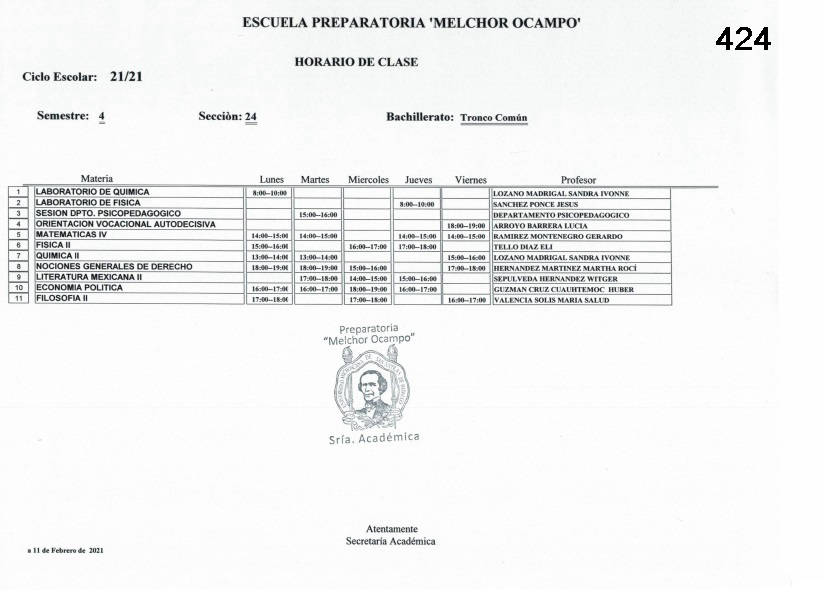 ESCUELA PREPARATORIA 'MELCHOR OCAMPO'
424
HORARIO DE CLASE
Ciclo Escolar: 21/21
Semestre: 4 Secciòn: 24 Bachillerato: Tronco Común
Materia Lunes Martes Miercoles Jueves Viernes Profesor
1 LABORATORIO DE QUIMICA 8:00--10:00 LOZANO MADRIGAL SANDRA IVONNE
2 LABORATORIO DE FISICA 8:00--10:00 SANCHEZ PONCE JESUS
3 SESION DPTO. PSICOPEDAGOGICO 15:00--16:00 DEPARTAMENTO PSICOPEDAGOGICO
4 ORIENTACION VOCACIONAL AUTODECISIVA 18:00--19:00 ARROYO BARRERA LUCIA
5 MATEMATICAS IV 14:00--15:00 14:00--15:00 14:00--15:00 14:00--15:00 RAMIREZ MONTENEGRO GERARDO
6 FISICA II 15:00--16:00 16:00--17:00 17:00--18:00 TELLO DIAZ ELI
7 QUIMICA II 13:00--14:00 13:00--14:00 15:00--16:00 LOZANO MADRIGAL SANDRA IVONNE
8 NOCIONES GENERALES DE DERECHO 18:00--19:00 18:00--19:00 15:00--16:00 17:00--18:00 HERNANDEZ MARTINEZ MARTHA ROCÍ
9 LITERATURA MEXICANA II 17:00--18:00 14:00--15:00 15:00--16:00 SEPULVEDA HERNANDEZ WITGER
10 ECONOMIA POLITICA 16:00--17:00 16:00--17:00 18:00--19:00 16:00--17:00 GUZMAN CRUZ CUAUHTEMOC HUBER
11 FILOSOFIA II 17:00--18:00 17:00--18:00 16:00--17:00 VALENCIA SOLIS MARIA SALUD
Preparatoria
"Melchor Ocampo"
Sría. Académica
Atentamente
Secretaría Académica
a 11 de Febrero de 2021